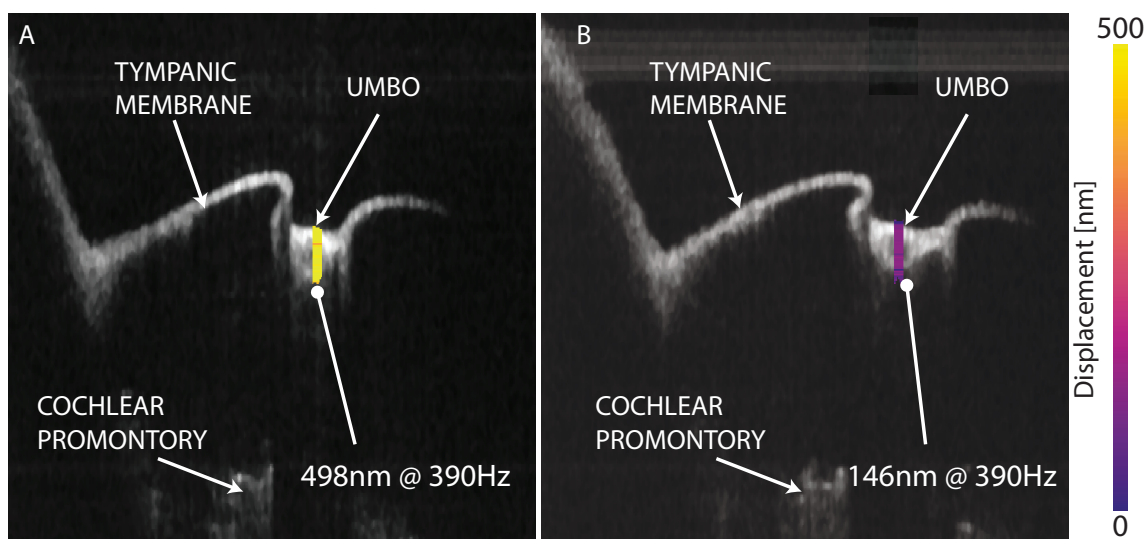 A
TYMPANIC
MEMBRANE
UMBO
COCHLEAR
PROMONTORY
498nm @ 390Hz
B
TYMPANIC
MEMBRANE
UMBO
COCHLEAR
PROMONTORY
146nm @ 390Hz
500
Displacement [nm]
0